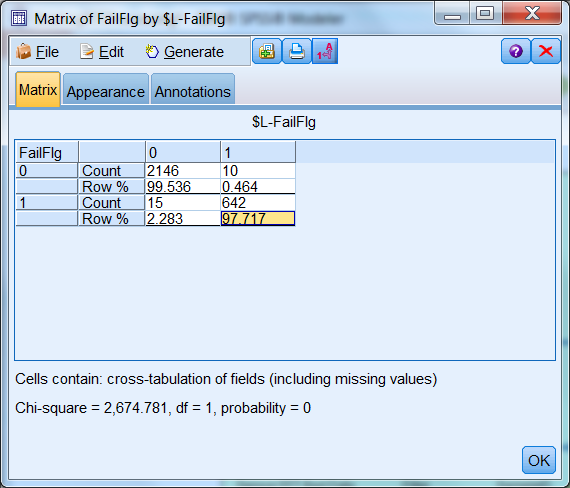 Matrix of FailFlg by $L-FailFlg
File Edit Generate
Matrix Appearance Annotations
$L-FailFlg
FailFlg 0 1
0 Count 2146 10
Row % 99.536 0.464
1 Count 15 642
Row % 2.283 97.717
Cells contain: cross-tabulation of fields (including missing values)
Chi-square = 2,674.781, df = 1, probability = 0
OK